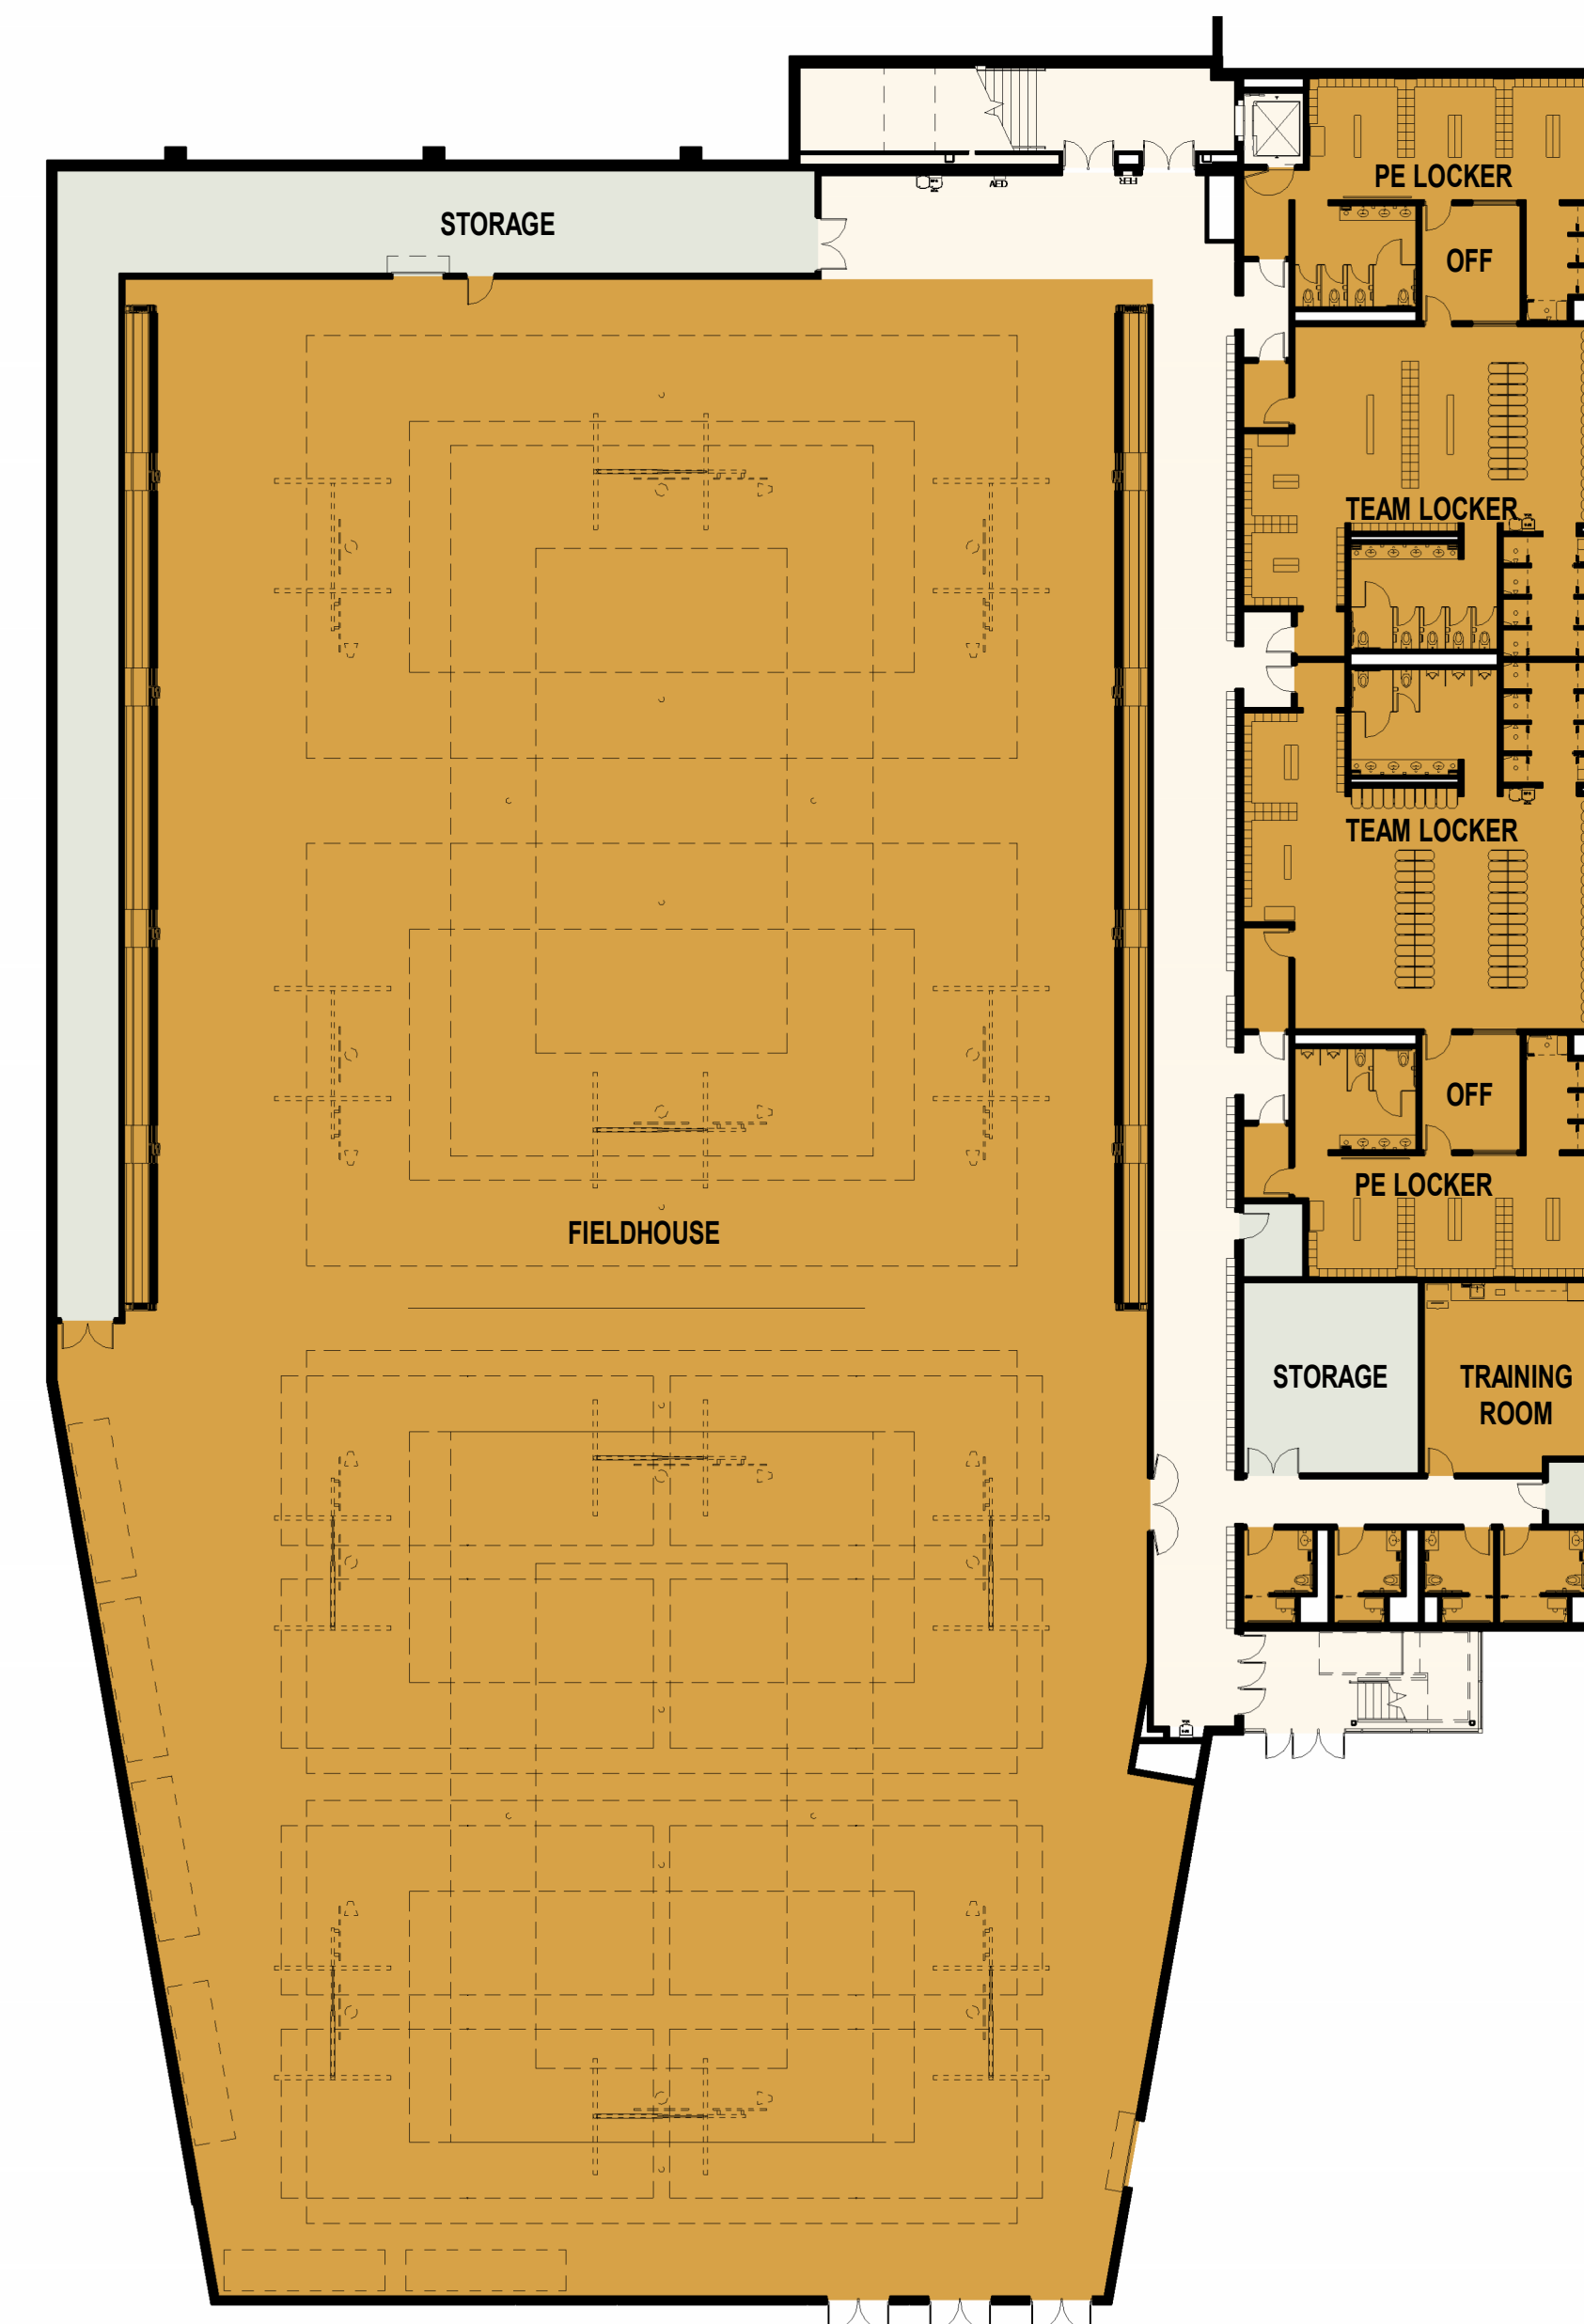 PE LOCKER
STORAGE
OFF
TEAM LOCKER
TEAM LOCKER
OFF
PE LOCKER
FIELDHOUSE
STORAGE
TRAINING
ROOM